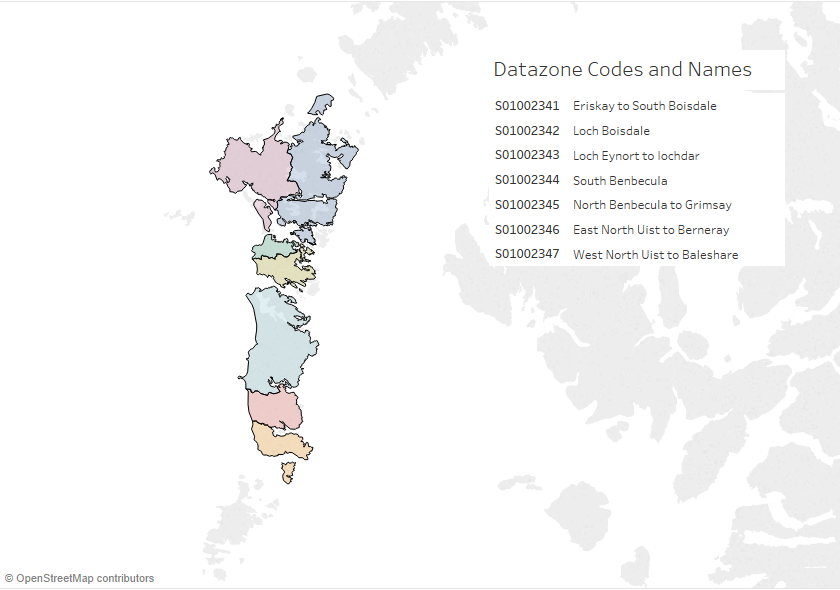 Datazone Codes and Names
S01002341 Eriskay to South Boisdale
S01002342 Loch Boisdale
S01002343 Loch Eynort to Iochdar
S01002344 South Benbecula
S01002345 North Benbecula to Grimsay
S01002346 East North Uist to Berneray
S01002347 West North Uist to Baleshare
© OpenStreetMap contributors